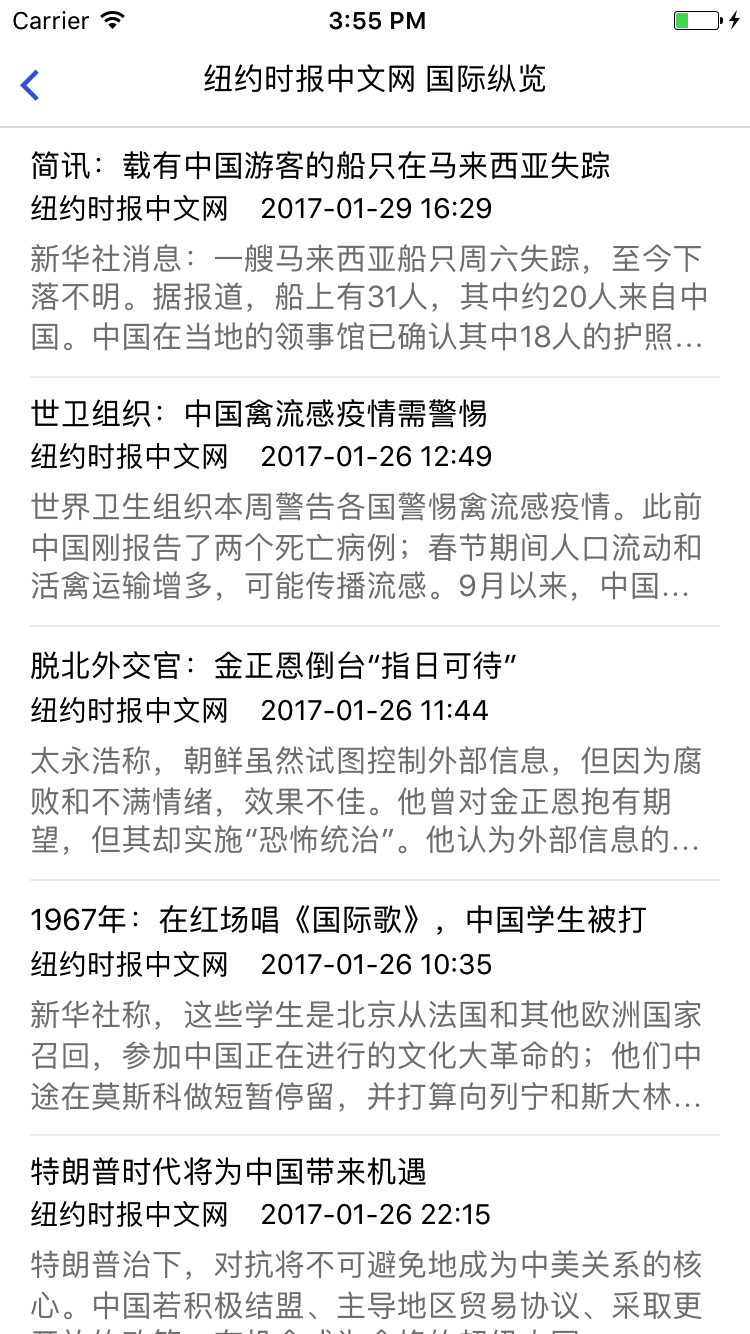 Carrier 3:55 PM
纽约时报中文网 国际纵览
简讯：载有中国游客的船只在马来西亚失踪
纽约时报中文网 2017-01-29 16:29
新华社消息：一艘马来西亚船只周六失踪，至今下
落不明。据报道，船上有31人，其中约20人来自中
国。中国在当地的领事馆已确认其中18人的护照…
世卫组织：中国禽流感疫情需警惕
纽约时报中文网 2017-01-26 12:49
世界卫生组织本周警告各国警惕禽流感疫情。此前
中国刚报告了两个死亡病例；春节期间人口流动和
活禽运输增多，可能传播流感。9月以来，中国…
脱北外交官：金正恩倒台“指日可待”
纽约时报中文网 2017-01-26 11:44
太永浩称，朝鲜虽然试图控制外部信息，但因为腐
败和不满情绪，效果不佳。他曾对金正恩抱有期
望，但其却实施“恐怖统治”。他认为外部信息的…
1967年：在红场唱《国际歌》，中国学生被打
纽约时报中文网 2017-01-26 10:35
新华社称，这些学生是北京从法国和其他欧洲国家
召回，参加中国正在进行的文化大革命的；他们中
途在莫斯科做短暂停留，并打算向列宁和斯大林…
特朗普时代将为中国带来机遇
纽约时报中文网 2017-01-26 22:15
特朗普治下，对抗将不可避免地成为中美关系的核
心。中国若积极结盟、主导地区贸易协议、采取更